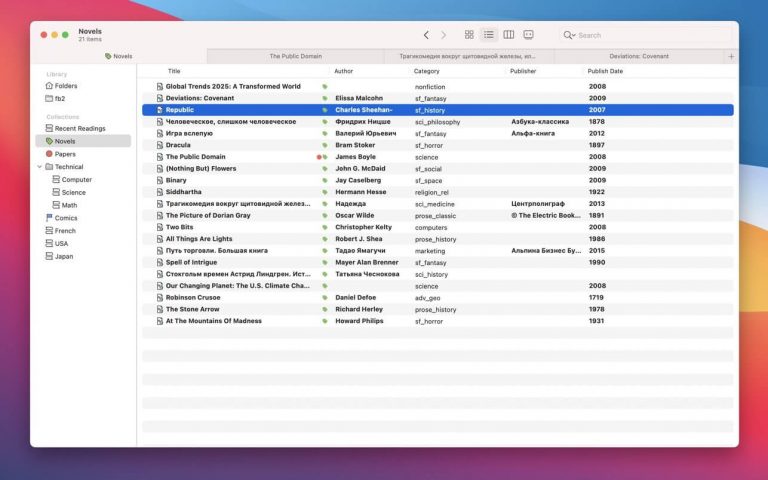 Novels
21 items
Search
Novels
The Public Domain
Трагикомедия вокруг щитовидной железы, ил...
Deviations: Covenant
Library
Folders
fb2
Collections
Recent Readings
Novels
Papers
Technical
Computer
Science
Math
Comics
French
USA
Japan
Title Author Category Publisher Publish Date
Global Trends 2025: A Transformed World nonfiction 2008
Deviations: Covenant Elissa Malcohn sf_fantasy 2009
Republic Charles Sheehan- sf_history 2007
Человеческое, слишком человеческое Фридрих Ницше sci_philosophy Азбука-классика 1878
Игра вслепую Валерий Юрьевич sf_fantasy Альфа-книга 2012
Dracula Bram Stoker sf_horror 1897
The Public Domain James Boyle science 2008
(Nothing But) Flowers John G. McDaid sf_social 2009
Binary Jay Caselberg sf_space 2009
Siddhartha Hermann Hesse religion_rel 1922
Трагикомедия вокруг щитовидной желез... Надежда sci_medicine Центрполиграф 2013
The Picture of Dorian Gray Oscar Wilde prose_classic © The Electric Book... 1891
Two Bits Christopher Kelty computers 2008
All Things Are Lights Robert J. Shea prose_history 1986
Путь торговли. Большая книга Тадао Ямагучи marketing Альпина Бизнес Бу... 2015
Spell of Intrigue Mayer Alan Brenner sf_fantasy 1990
Стокгольм времен Астрид Линдгрен. Ист... Татьяна Чеснокова sci_history
Our Changing Planet: The U.S. Climate Cha... science 2008
Robinson Crusoe Daniel Defoe adv_geo 1719
The Stone Arrow Richard Herley prose_history 1978
At The Mountains Of Madness Howard Philips sf_horror 1931